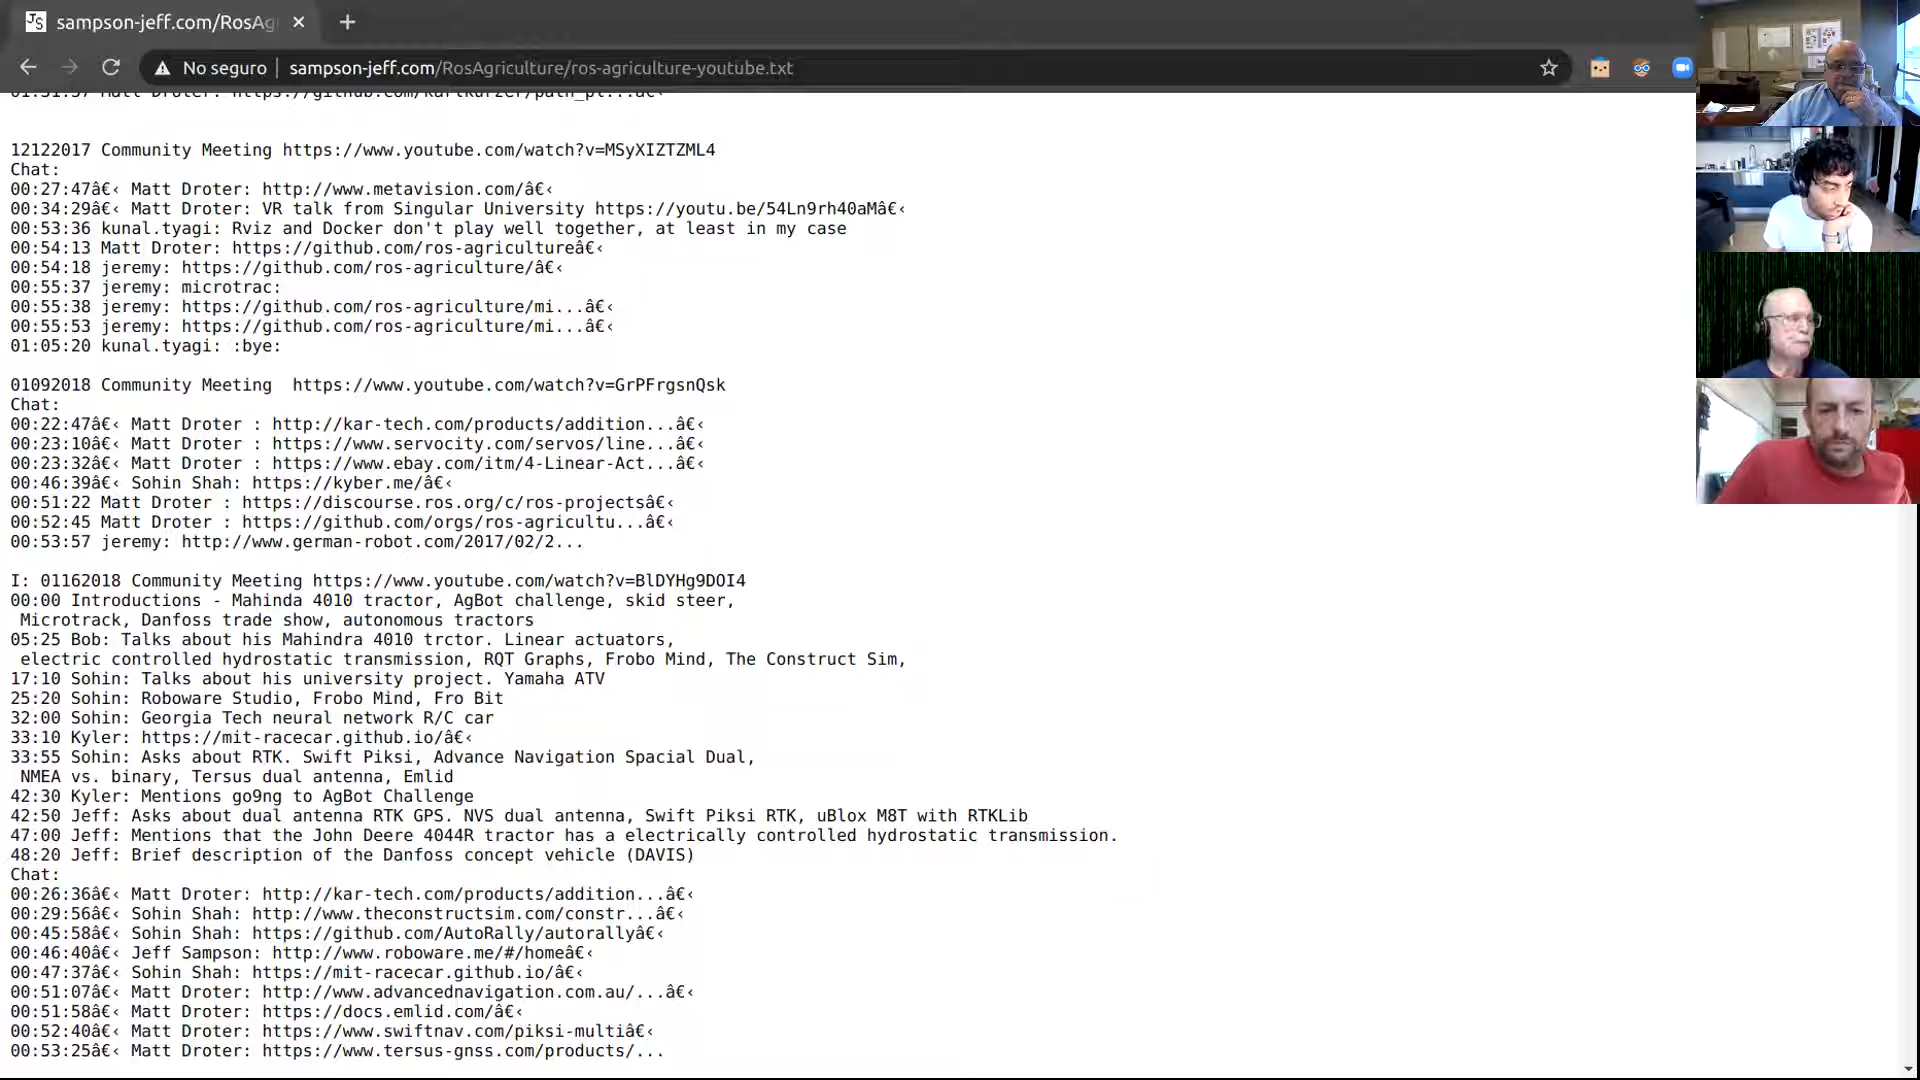 sampson-jeff.com/RosAg
No seguro | sampson-jeff.com/RosAgriculture/ros-agriculture-youtube.txt
12122017 Community Meeting https://www.youtube.com/watch?v=MSyXIZTZML4
Chat:
00:27:47â€‹ Matt Droter: http://www.metavision.com/â€‹
00:34:29â€‹ Matt Droter: VR talk from Singular University https://youtu.be/54Ln9rh40aMâ€‹
00:53:36 kunal.tyagi: Rviz and Docker don't play well together, at least in my case
00:54:13 Matt Droter: https://github.com/ros-agricultureâ€‹
00:54:18 jeremy: https://github.com/ros-agriculture/â€‹
00:55:37 jeremy: microtrac:
00:55:38 jeremy: https://github.com/ros-agriculture/mi...â€‹
00:55:53 jeremy: https://github.com/ros-agriculture/mi...â€‹
01:05:20 kunal.tyagi: :bye:
01092018 Community Meeting  https://www.youtube.com/watch?v=GrPFrgsnQsk
Chat:
00:22:47â€‹ Matt Droter : http://kar-tech.com/products/addition...â€‹
00:23:10â€‹ Matt Droter : https://www.servocity.com/servos/line...â€‹
00:23:32â€‹ Matt Droter : https://www.ebay.com/itm/4-Linear-Act...â€‹
00:46:39â€‹ Sohin Shah: https://kyber.me/â€‹
00:51:22 Matt Droter : https://discourse.ros.org/c/ros-projectsâ€‹
00:52:45 Matt Droter : https://github.com/orgs/ros-agricultu...â€‹
00:53:57 jeremy: http://www.german-robot.com/2017/02/2...
I: 01162018 Community Meeting https://www.youtube.com/watch?v=BlDYHg9DOI4
00:00 Introductions - Mahinda 4010 tractor, AgBot challenge, skid steer,
Microtrack, Danfoss trade show, autonomous tractors
05:25 Bob: Talks about his Mahindra 4010 trctor. Linear actuators,
electric controlled hydrostatic transmission, RQT Graphs, Frobo Mind, The Construct Sim,
17:10 Sohin: Talks about his university project. Yamaha ATV
25:20 Sohin: Roboware Studio, Frobo Mind, Fro Bit
32:00 Sohin: Georgia Tech neural network R/C car
33:10 Kyler: https://mit-racecar.github.io/â€‹
33:55 Sohin: Asks about RTK. Swift Piksi, Advance Navigation Spacial Dual,
NMEA vs. binary, Tersus dual antenna, Emlid
42:30 Kyler: Mentions go9ng to AgBot Challenge
42:50 Jeff: Asks about dual antenna RTK GPS. NVS dual antenna, Swift Piksi RTK, uBlox M8T with RTKLib
47:00 Jeff: Mentions that the John Deere 4044R tractor has a electrically controlled hydrostatic transmission.
48:20 Jeff: Brief description of the Danfoss concept vehicle (DAVIS)
Chat:
00:26:36â€‹ Matt Droter: http://kar-tech.com/products/addition...â€‹
00:29:56â€‹ Sohin Shah: http://www.theconstructsim.com/constr...â€‹
00:45:58â€‹ Sohin Shah: https://github.com/AutoRally/autorallyâ€‹
00:46:40â€‹ Jeff Sampson: http://www.roboware.me/#/homeâ€‹
00:47:37â€‹ Sohin Shah: https://mit-racecar.github.io/â€‹
00:51:07â€‹ Matt Droter: http://www.advancednavigation.com.au/...â€‹
00:51:58â€‹ Matt Droter: https://docs.emlid.com/â€‹
00:52:40â€‹ Matt Droter: https://www.swiftnav.com/piksi-multiâ€‹
00:53:25â€‹ Matt Droter: https://www.tersus-gnss.com/products/...